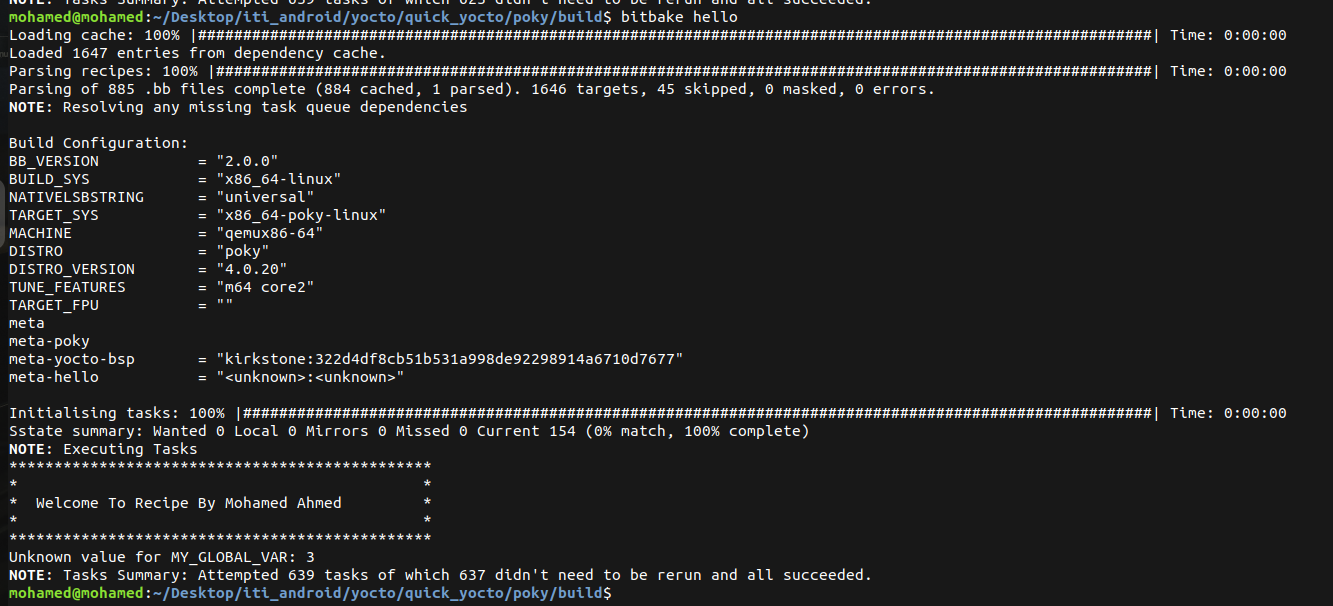 NOTE: Tasks Summary: Attempted 639 tasks of which 625 didn't need to be rerun and all succeeded.
mohamed@mohamed:~/Desktop/iti_android/yocto/quick_yocto/poky/build$ bitbake hello
Loading cache: 100% |##########################################################################################################| Time: 0:00:00
Loaded 1647 entries from dependency cache.
Parsing recipes: 100% |########################################################################################################| Time: 0:00:00
Parsing of 885 .bb files complete (884 cached, 1 parsed). 1646 targets, 45 skipped, 0 masked, 0 errors.
NOTE: Resolving any missing task queue dependencies

Build Configuration:
BB_VERSION           = "2.0.0"
BUILD_SYS            = "x86_64-linux"
NATIVELSBSTRING      = "universal"
TARGET_SYS           = "x86_64-poky-linux"
MACHINE              = "qemux86-64"
DISTRO               = "poky"
DISTRO_VERSION       = "4.0.20"
TUNE_FEATURES        = "m64 core2"
TARGET_FPU           = ""
meta
meta-poky
meta-yocto-bsp       = "kirkstone:322d4df8cb51b531a998de92298914a6710d7677"
meta-hello           = "<unknown>:<unknown>"

Initialising tasks: 100% |#####################################################################################################| Time: 0:00:00
Sstate summary: Wanted 0 Local 0 Mirrors 0 Missed 0 Current 154 (0% match, 100% complete)
NOTE: Executing Tasks
***********************************************
*                                             *
*  Welcome To Recipe By Mohamed Ahmed         *
*                                             *
***********************************************
Unknown value for MY_GLOBAL_VAR: 3
NOTE: Tasks Summary: Attempted 639 tasks of which 637 didn't need to be rerun and all succeeded.
mohamed@mohamed:~/Desktop/iti_android/yocto/quick_yocto/poky/build$